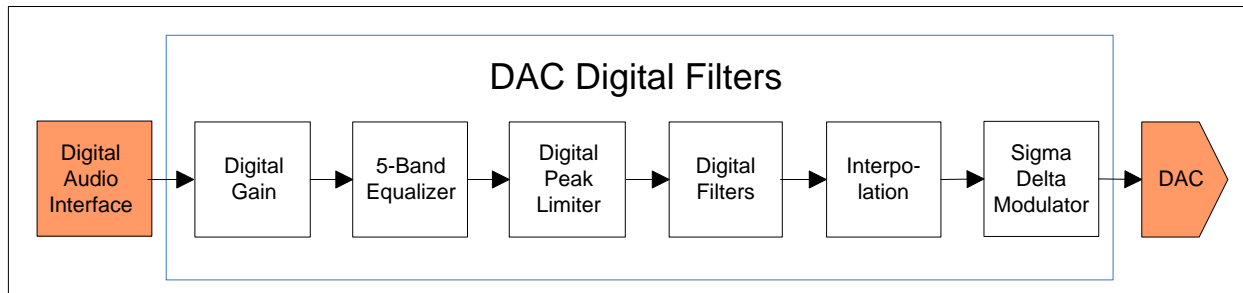 DAC Digital Filters
Digital
Audio
Interface
Digital
Gain
5-Band
Equalizer
Digital
Peak
Limiter
Digital
Filters
Interpo-
lation
Sigma
Delta
Modulator
DAC